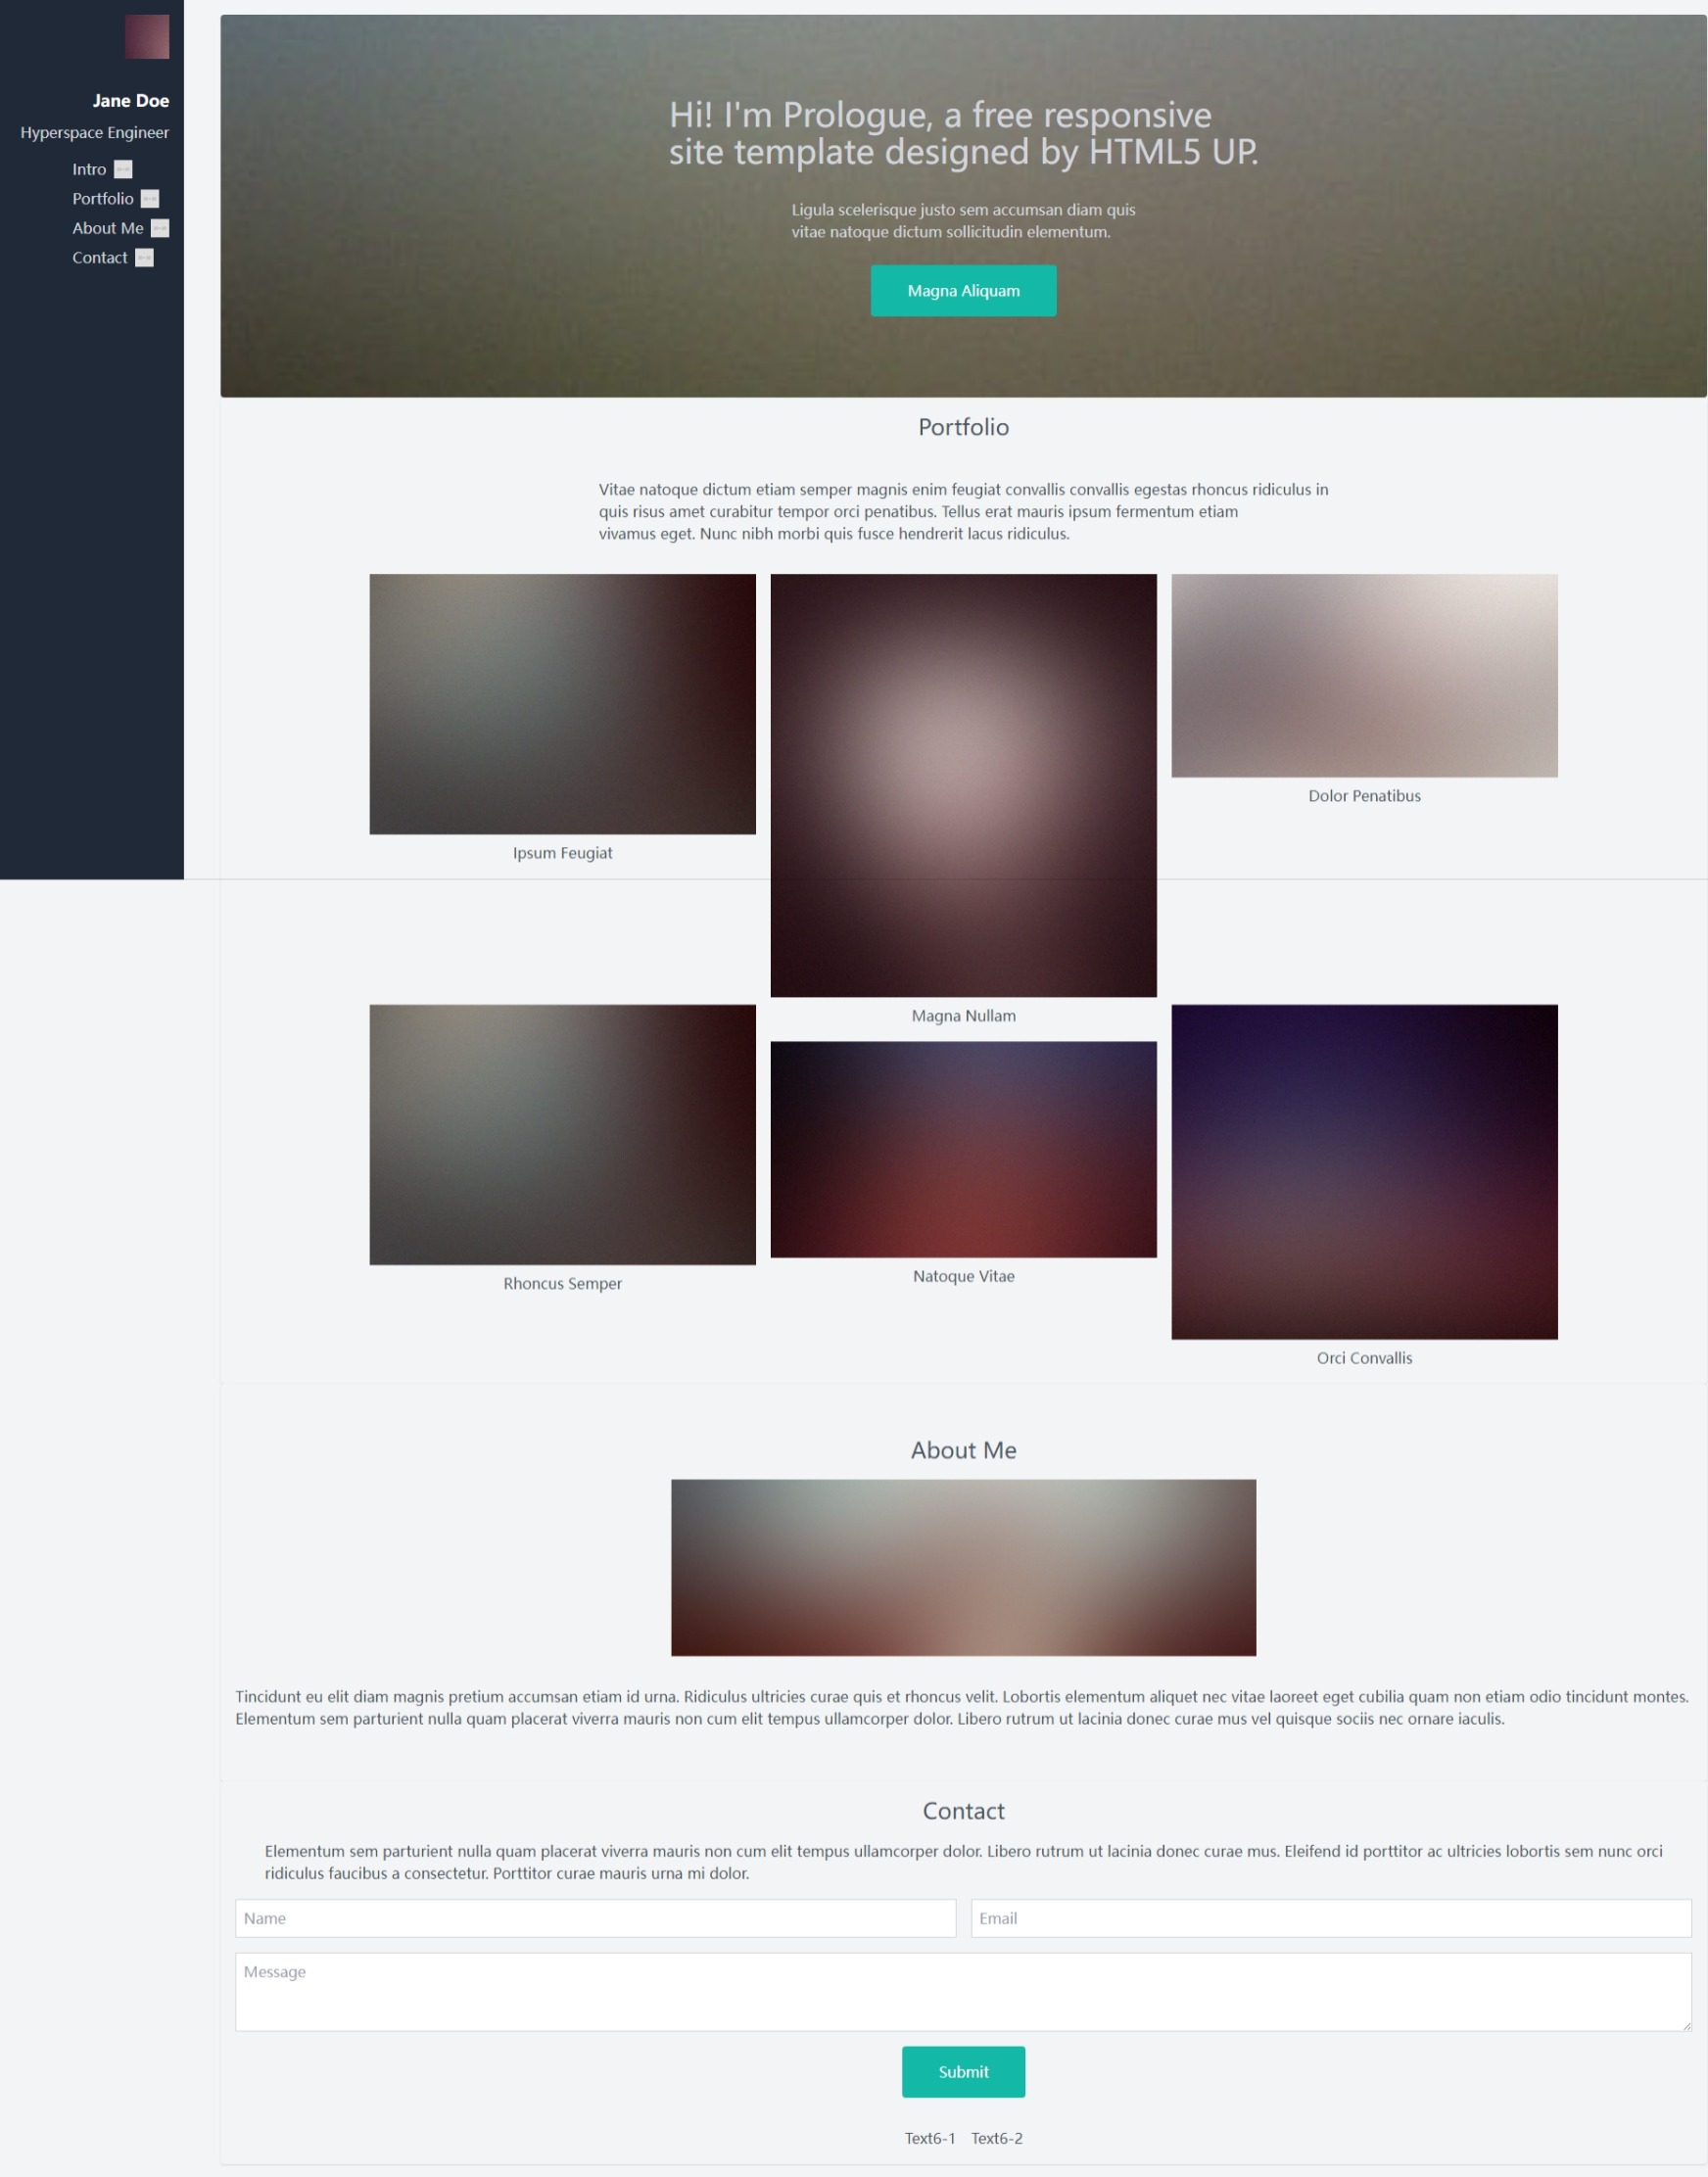 Jane Doe
Hyperspace Engineer
Intro
Portfolio
About Me
Contact
Hi! I'm Prologue, a free responsive
site template designed by HTML5 UP.
Ligula scelerisque justo sem accumsan diam quis
vitae natoque dictum sollicitudin elementum.
Magna Aliquam
Portfolio
Vitae natoque dictum etiam semper magnis enim feugiat convallis convallis egestas rhoncus ridiculus in
quis risus amet curabitur tempor orci penatibus. Tellus erat mauris ipsum fermentum etiam
vivamus eget. Nunc nibh morbi quis fusce hendrerit lacus ridiculus.
Ipsum Feugiat
Magna Nullam
Dolor Penatibus
Rhoncus Semper
Natoque Vitae
Orci Convallis
About Me
Tincidunt eu elit diam magnis pretium accumsan etiam id urna. Ridiculus ultricies curae quis et rhoncus velit. Lobortis elementum aliquet nec vitae laoreet eget cubilia quam non etiam odio tincidunt montes.
Elementum sem parturient nulla quam placerat viverra mauris non cum elit tempus ullamcorper dolor. Libero rutrum ut lacinia donec curae mus vel quisque sociis nec ornare iaculis.
Contact
Elementum sem parturient nulla quam placerat viverra mauris non cum elit tempus ullamcorper dolor. Libero rutrum ut lacinia donec curae mus. Eleifend id porttitor ac ultricies lobortis sem nunc orci
ridiculus faucibus a consectetur. Porttitor curae mauris urna mi dolor.
Name
Email
Message
Submit
Text6-1
Text6-2